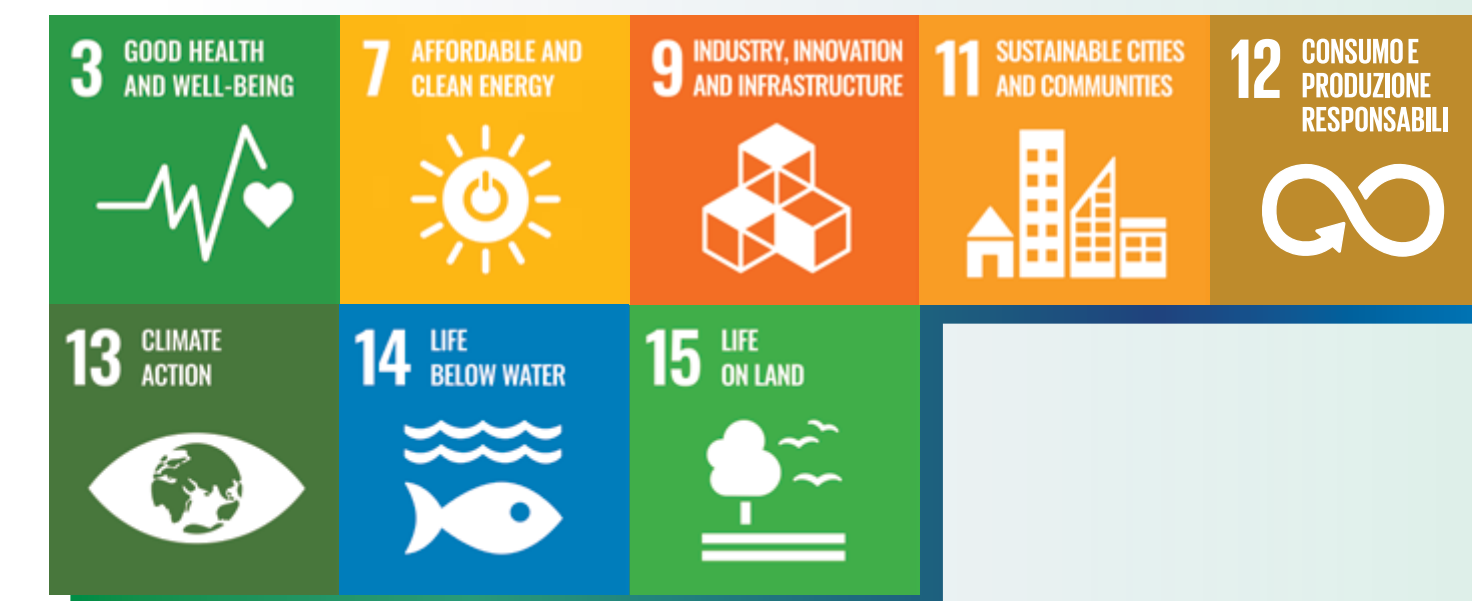 3 GOOD HEALTH
AND WELL-BEING
7 AFFORDABLE AND
CLEAN ENERGY
9 INDUSTRY, INNOVATION
AND INFRASTRUCTURE
11 SUSTAINABLE CITIES
AND COMMUNITIES
12 CONSUMO E
PRODUZIONE
RESPONSABILI
13 CLIMATE
ACTION
14 LIFE
BELOW WATER
15 LIFE
ON LAND